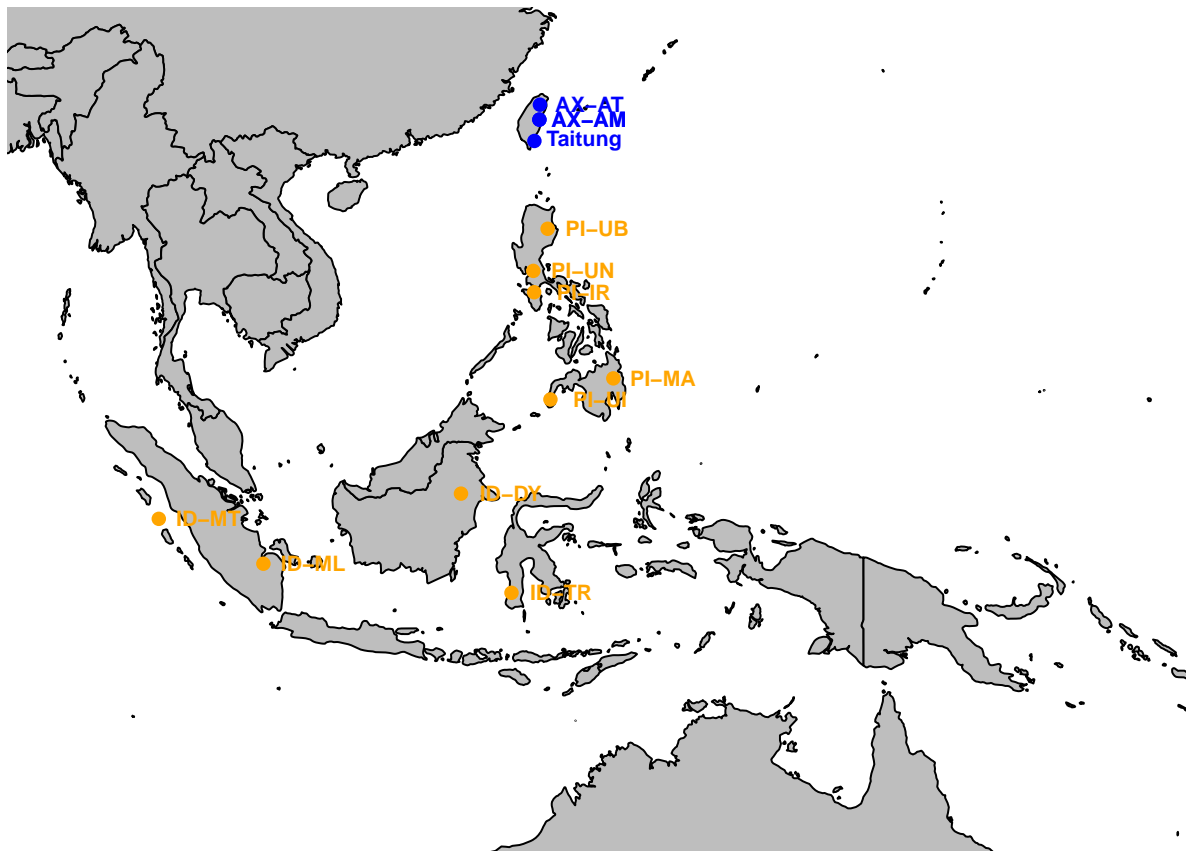 AX−AT
AX−AM
Taitung
PI−UB
PI−UN
PI−IR
PI−MA
PI−UI
ID−DY
ID−MT
ID−ML
ID−TR